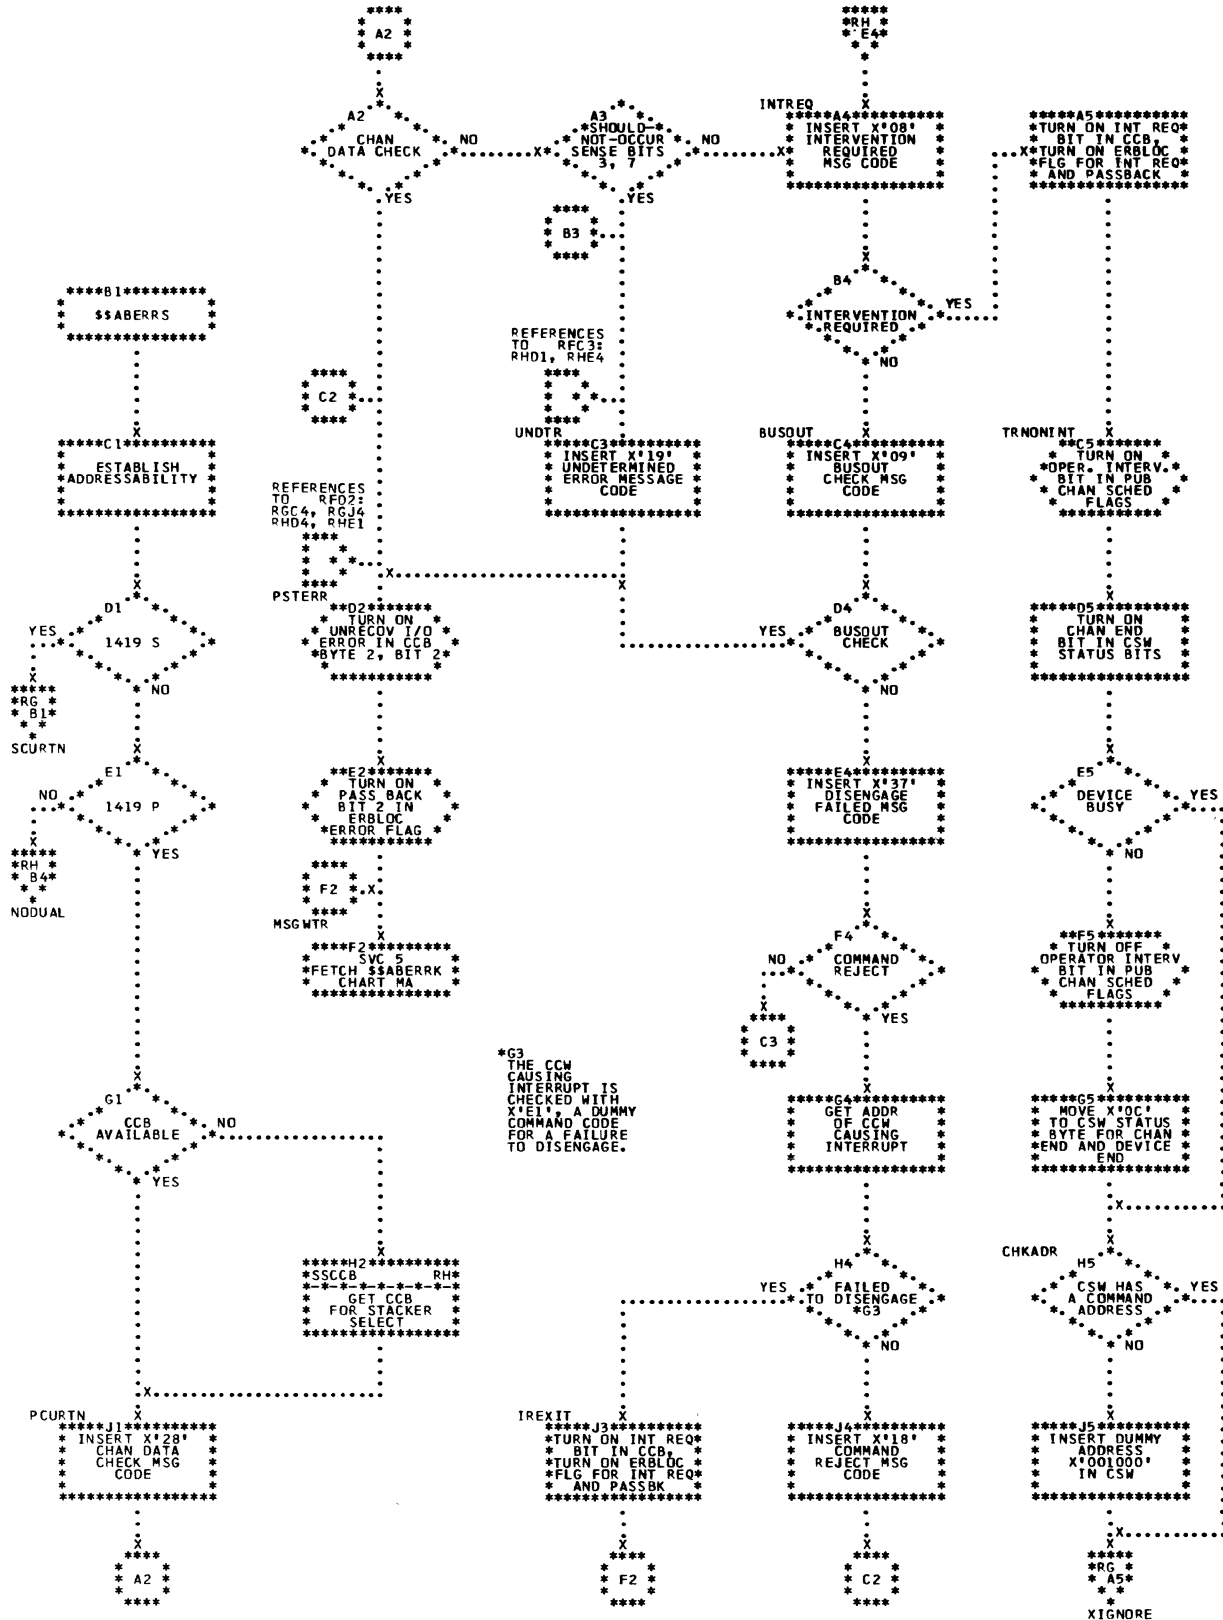 A2
RH
E4
A2
CHAN
DATA CHECK
NO
YES
A3
SHOULD-
NOT-OCCUR
SENSE BITS
3, 7
NO
YES
INTREQ
A4
INSERT X'08'
INTERVENTION
REQUIRED
MSG CODE
A5
TURN ON INT REQ
BIT IN CCB,
TURN ON ERBLOC
FLG FOR INT REQ
AND PASSBACK
B3
B1
$$ABERRS
B4
INTERVENTION
REQUIRED
YES
NO
REFERENCES
TO RFC3:
RHD1, RHE4
C2
UNDTR
C1
ESTABLISH
ADDRESSABILITY
C3
INSERT X'19'
UNDETERMINED
ERROR MESSAGE
CODE
BUSOUT
C4
INSERT X'09'
BUSOUT
CHECK MSG
CODE
TRNONINT
C5
TURN ON
OPER. INTERV.
BIT IN PUB
CHAN SCHED
FLAGS
REFERENCES
TO RFD2:
RGC4, RGJ4
RHD4, RHE1
PSTERR
D1
1419 S
YES
NO
D2
TURN ON
UNRECOV I/O
ERROR IN CCB
BYTE 2, BIT 2
D4
BUSOUT
CHECK
YES
NO
D5
TURN ON
CHAN END
BIT IN CSW
STATUS BITS
RG
B1
SCURTN
E1
1419 P
NO
YES
E2
TURN ON
PASS BACK
BIT 2 IN
ERBLOC
ERROR FLAG
E4
INSERT X'37'
DISENGAGE
FAILED MSG
CODE
E5
DEVICE
BUSY
YES
NO
RH
B4
NODUAL
F2
MSGWTR
F2
SVC 5
FETCH $$ABERRK
CHART MA
F4
COMMAND
REJECT
NO
YES
F5
TURN OFF
OPERATOR INTERV
BIT IN PUB
CHAN SCHED
FLAGS
C3
*G3
THE CCW
CAUSING
INTERRUPT IS
CHECKED WITH
X'E1', A DUMMY
COMMAND CODE
FOR A FAILURE
TO DISENGAGE.
G1
CCB
AVAILABLE
NO
YES
G4
GET ADDR
OF CCW
CAUSING
INTERRUPT
G5
MOVE X'0C'
TO CSW STATUS
BYTE FOR CHAN
END AND DEVICE
END
H2
SSCCB RH
GET CCB
FOR STACKER
SELECT
H4
FAILED
TO DISENGAGE
*G3
YES
NO
CHKADR
H5
CSW HAS
A COMMAND
ADDRESS
YES
NO
PCURTN
J1
INSERT X'28'
CHAN DATA
CHECK MSG
CODE
IREXIT
J3
TURN ON INT REQ
BIT IN CCB,
TURN ON ERBLOC
FLG FOR INT REQ
AND PASSBK
J4
INSERT X'18'
COMMAND
REJECT MSG
CODE
J5
INSERT DUMMY
ADDRESS
X'001000'
IN CSW
A2
F2
C2
RG
A5
XIGNORE